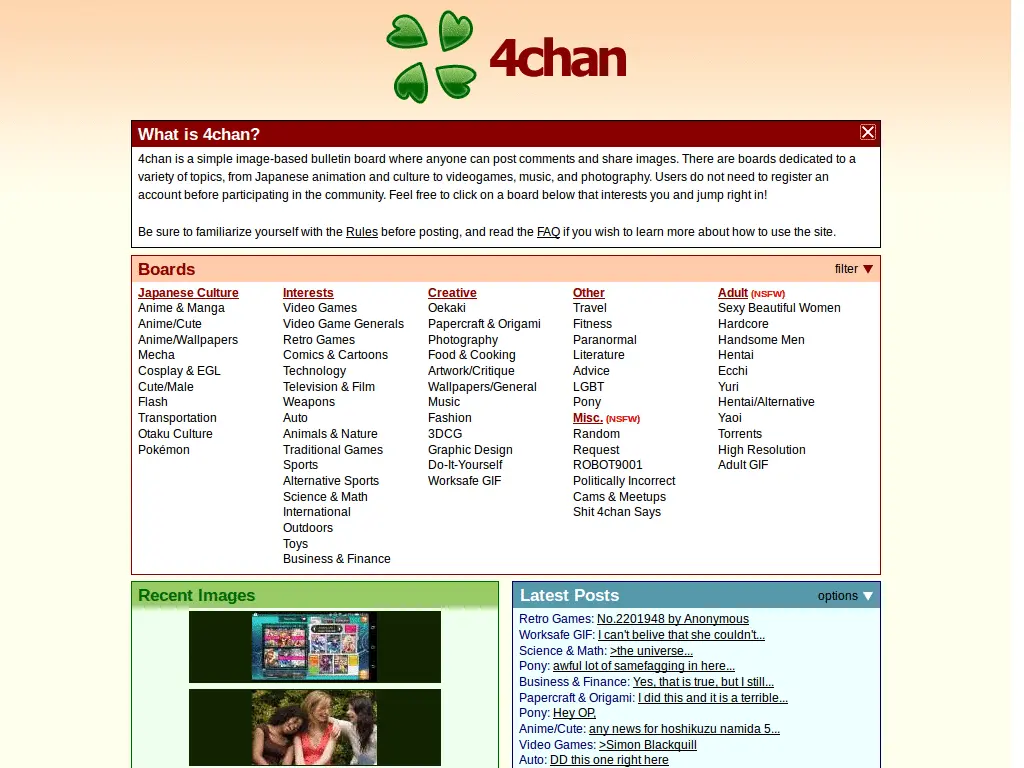 4chan
What is 4chan?
4chan is a simple image-based bulletin board where anyone can post comments and share images. There are boards dedicated to a
variety of topics, from Japanese animation and culture to videogames, music, and photography. Users do not need to register an
account before participating in the community. Feel free to click on a board below that interests you and jump right in!
Be sure to familiarize yourself with the Rules before posting, and read the FAQ if you wish to learn more about how to use the site.
Boards
filter
Japanese Culture
Anime & Manga
Anime/Cute
Anime/Wallpapers
Mecha
Cosplay & EGL
Cute/Male
Flash
Transportation
Otaku Culture
Pokémon
Interests
Video Games
Video Game Generals
Retro Games
Comics & Cartoons
Technology
Television & Film
Weapons
Auto
Animals & Nature
Traditional Games
Sports
Alternative Sports
Science & Math
International
Outdoors
Toys
Business & Finance
Creative
Oekaki
Papercraft & Origami
Photography
Food & Cooking
Artwork/Critique
Wallpapers/General
Music
Fashion
3DCG
Graphic Design
Do-It-Yourself
Worksafe GIF
Other
Travel
Fitness
Paranormal
Literature
Advice
LGBT
Pony
Misc. (NSFW)
Random
Request
ROBOT9001
Politically Incorrect
Cams & Meetups
Shit 4chan Says
Adult (NSFW)
Sexy Beautiful Women
Hardcore
Handsome Men
Hentai
Ecchi
Yuri
Hentai/Alternative
Yaoi
Torrents
High Resolution
Adult GIF
Recent Images
Latest Posts
options
Retro Games: No.2201948 by Anonymous
Worksafe GIF: I can't belive that she couldn't...
Science & Math: >the universe...
Pony: awful lot of samefagging in here...
Business & Finance: Yes, that is true, but I still...
Papercraft & Origami: I did this and it is a terrible...
Pony: Hey OP,
Anime/Cute: any news for hoshikuzu namida 5...
Video Games: >Simon Blackquill
Auto: DD this one right here